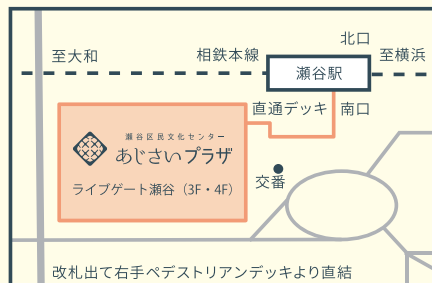 北口
至大和
相鉄本線
至横浜
瀬谷駅
直通デッキ
南口
瀬谷区民文化センター
あじさいプラザ
ライブゲート瀬谷（3F・4F）
交番
改札出て右手ペデストリアンデッキより直結